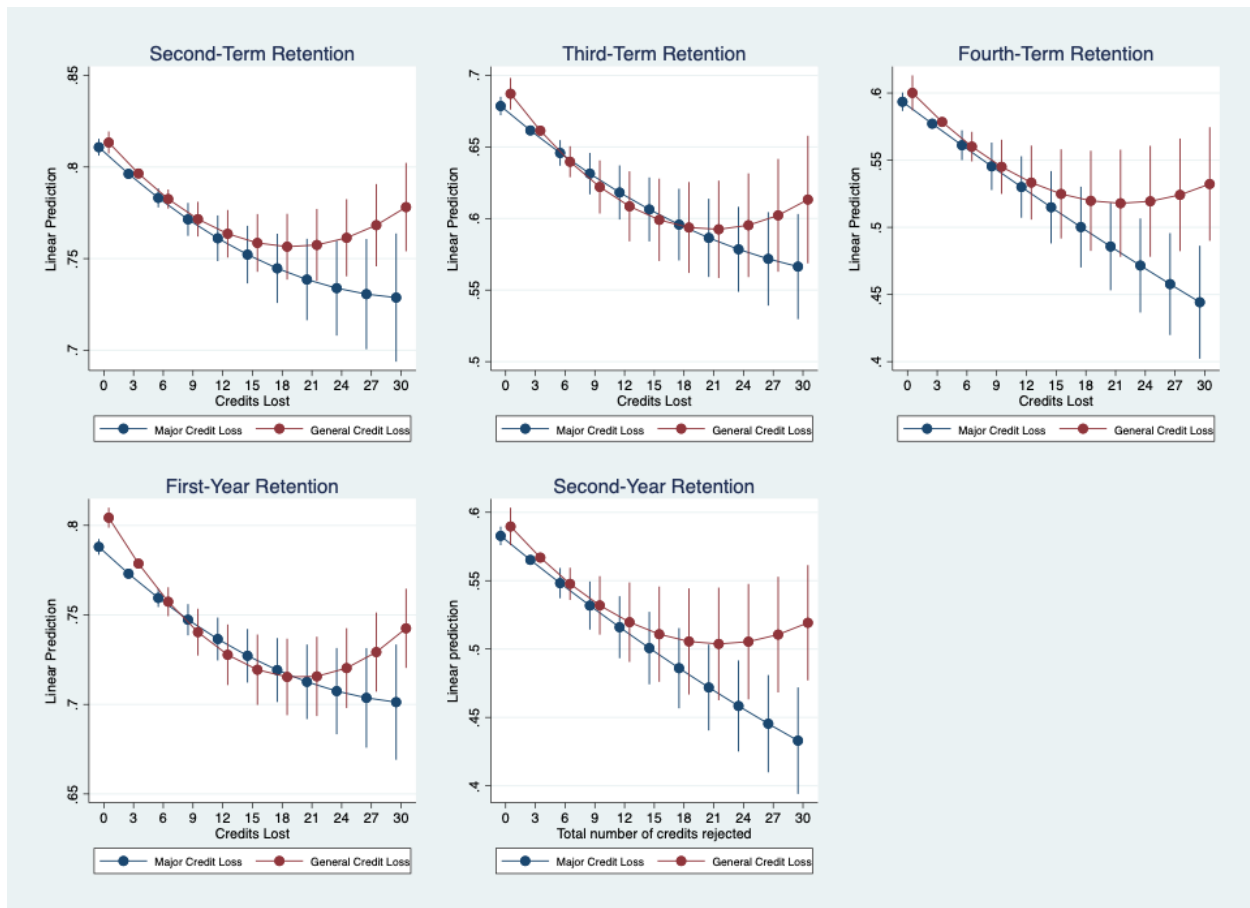 Second-Term Retention
Linear Prediction
.85
.8
.75
.7
0 3 6 9 12 15 18 21 24 27 30
Credits Lost
Major Credit Loss General Credit Loss
Third-Term Retention
Linear Prediction
.7
.65
.6
.55
.5
0 3 6 9 12 15 18 21 24 27 30
Credits Lost
Major Credit Loss General Credit Loss
Fourth-Term Retention
Linear Prediction
.6
.55
.5
.45
.4
0 3 6 9 12 15 18 21 24 27 30
Credits Lost
Major Credit Loss General Credit Loss
First-Year Retention
Linear Prediction
.8
.75
.7
.65
0 3 6 9 12 15 18 21 24 27 30
Credits Lost
Major Credit Loss General Credit Loss
Second-Year Retention
Linear prediction
.6
.55
.5
.45
.4
0 3 6 9 12 15 18 21 24 27 30
Total number of credits rejected
Major Credit Loss General Credit Loss